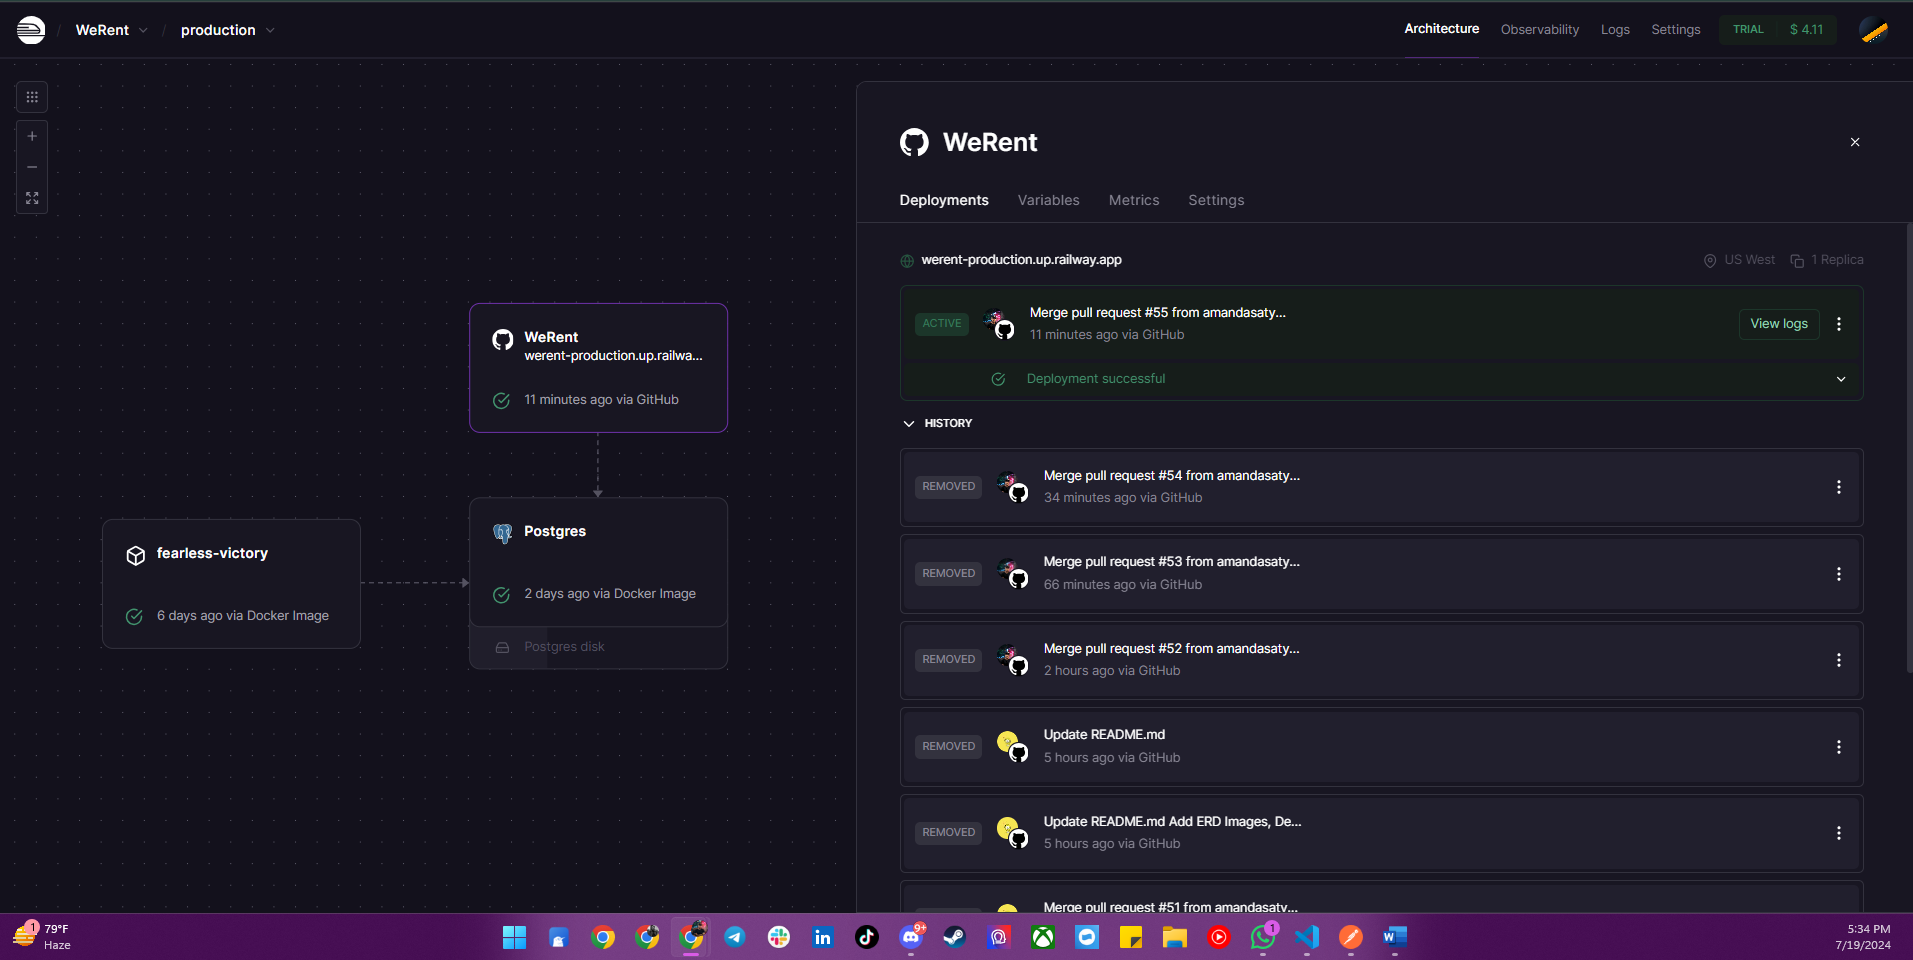 WeRent
production
Architecture
Observability
Logs
Settings
TRIAL
$ 4.11
WeRent
werent-production.up.railwa...
11 minutes ago via GitHub
Postgres
2 days ago via Docker Image
Postgres disk
fearless-victory
6 days ago via Docker Image
WeRent
Deployments
Variables
Metrics
Settings
werent-production.up.railway.app
US West
1 Replica
ACTIVE
Merge pull request #55 from amandasaty...
11 minutes ago via GitHub
View logs
Deployment successful
HISTORY
REMOVED
Merge pull request #54 from amandasaty...
34 minutes ago via GitHub
REMOVED
Merge pull request #53 from amandasaty...
66 minutes ago via GitHub
REMOVED
Merge pull request #52 from amandasaty...
2 hours ago via GitHub
REMOVED
Update README.md
5 hours ago via GitHub
REMOVED
Update README.md Add ERD Images, De...
5 hours ago via GitHub
Merge pull request #51 from amandasaty...
1
79°F
Haze
9+
1
5:34 PM
7/19/2024